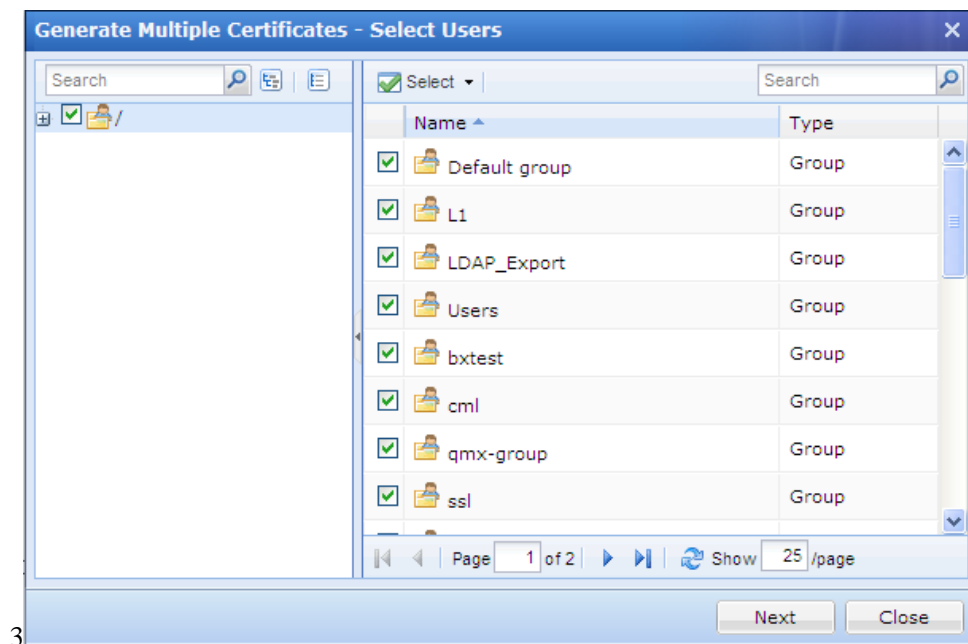 Generate Multiple Certificates - Select Users
Search
/
Select
Search
Name Type
Default group Group
L1 Group
LDAP_Export Group
Users Group
bxtest Group
cml Group
qmx-group Group
ssl Group
Page 1 of 2 Show 25 /page
Next Close
3